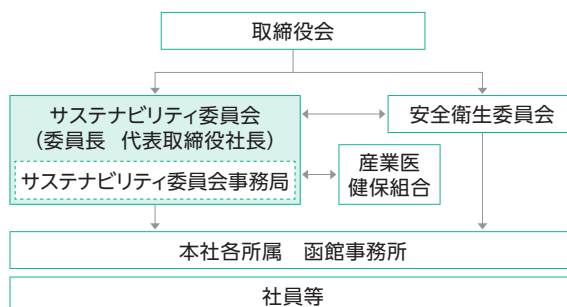 取締役会
サステナビリティ委員会
（委員長　代表取締役社長）
サステナビリティ委員会事務局
安全衛生委員会
産業医
健保組合
本社各所属　函館事務所
社員等